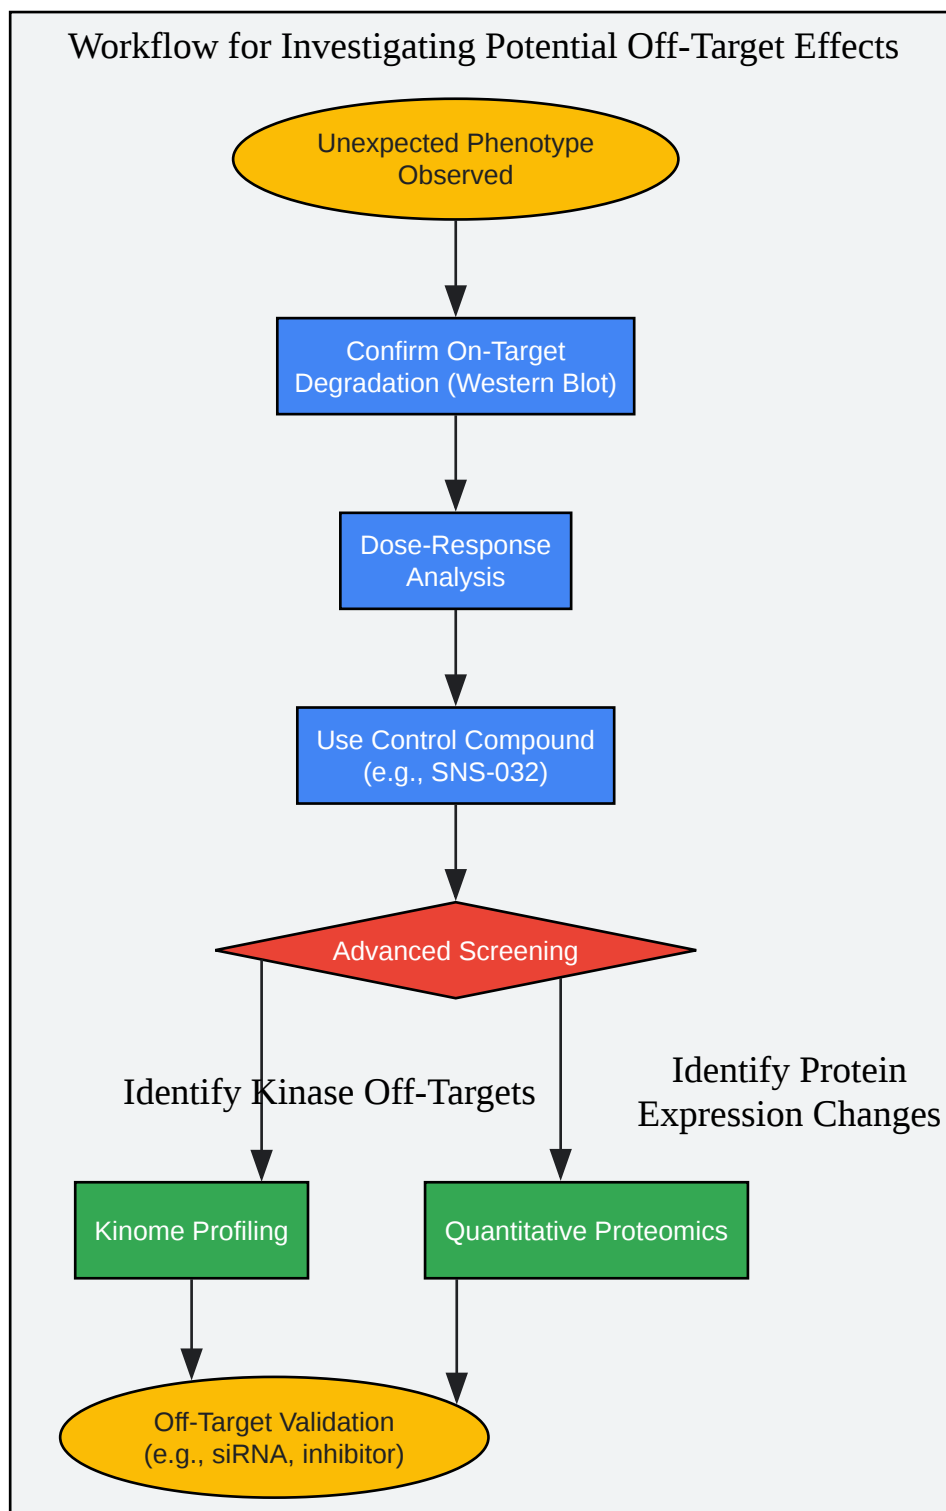 Workflow for Investigating Potential Off-Target Effects
Unexpected Phenotype
Observed
Confirm On-Target
Degradation (Western Blot)
Dose-Response
Analysis
Use Control Compound
(e.g., SNS-032)
Advanced Screening
Identify Kinase Off-Targets
Identify Protein
Expression Changes
Kinome Profiling
Quantitative Proteomics
Off-Target Validation
(e.g., siRNA, inhibitor)